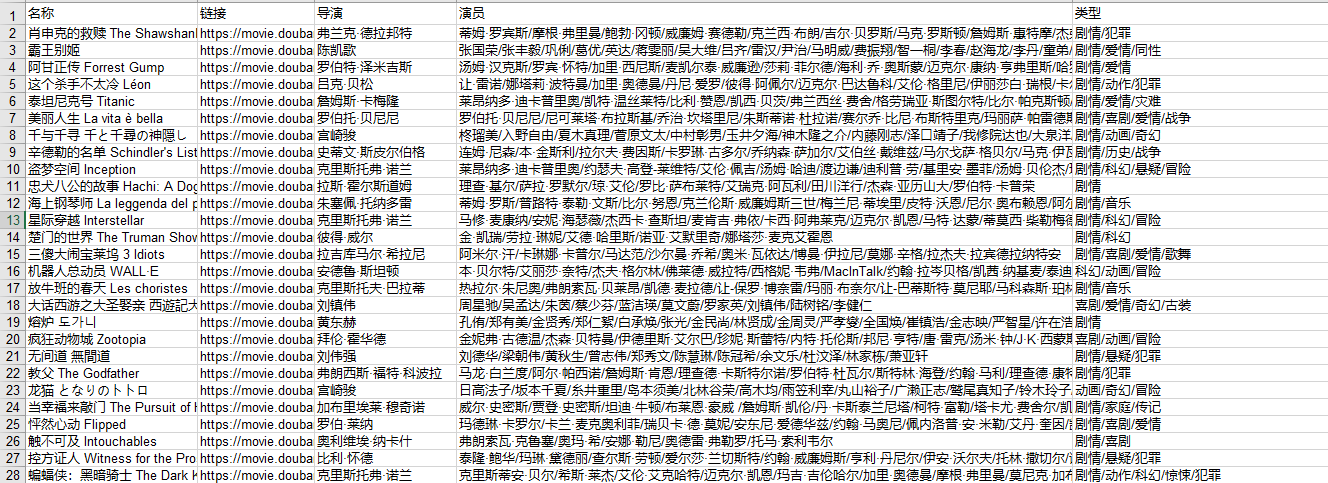 1 名称 链接 导演 演员 类型
2 肖申克的救赎 The Shawshank https://movie.douba 弗兰克·德拉邦特 蒂姆·罗宾斯/摩根·弗里曼/鲍勃·冈顿/威廉姆·赛德勒/克兰西·布朗/吉尔·贝罗斯/马克·罗斯顿/詹姆斯·惠特摩/杰 剧情/犯罪
3 霸王别姬 https://movie.douba 陈凯歌 张国荣/张丰毅/巩俐/葛优/英达/蒋雯丽/吴大维/吕齐/雷汉/尹治/马明威/费振翔/智一桐/李春/赵海龙/李丹/童弟/ 剧情/爱情/同性
4 阿甘正传 Forrest Gump https://movie.douba 罗伯特·泽米吉斯 汤姆·汉克斯/罗宾·怀特/加里·西尼斯/麦凯尔泰·威廉逊/莎莉·菲尔德/海利·乔·奥斯蒙/迈克尔·康纳·亨弗里斯/哈 剧情/爱情
5 这个杀手不太冷 Léon https://movie.douba 吕克·贝松 让·雷诺/娜塔莉·波特曼/加里·奥德曼/丹尼·爱罗/彼得·阿佩尔/迈克尔·巴达鲁科/艾伦·格里尼/伊丽莎白·瑞根/卡 剧情/动作/犯罪
6 泰坦尼克号 Titanic https://movie.douba 詹姆斯·卡梅隆 莱昂纳多·迪卡普里奥/凯特·温丝莱特/比利·赞恩/凯西·贝茨/弗兰西丝·费舍/格劳瑞亚·斯图尔特/比尔·帕克斯顿 剧情/爱情/灾难
7 美丽人生 La vita è bella https://movie.douba 罗伯托·贝尼尼 罗伯托·贝尼尼/尼可莱塔·布拉斯基/乔治·坎塔里尼/朱斯蒂诺·杜拉诺/赛尔乔·比尼·布斯特里克/玛丽萨·帕雷德 剧情/喜剧/爱情/战争
8 千与千寻 千と千尋の神隠し https://movie.douba 宫崎骏 柊瑠美/入野自由/夏木真理/菅原文太/中村彰男/玉井夕海/神木隆之介/内藤刚志/泽口靖子/我修院达也/大泉洋 剧情/动画/奇幻
9 辛德勒的名单 Schindler's List https://movie.douba 史蒂文·斯皮尔伯格 连姆·尼森/本·金斯利/拉尔夫·费因斯/卡罗琳·古多尔/乔纳森·萨加尔/艾伯丝·戴维兹/马尔戈萨·格贝尔/马克·伊 剧情/历史/战争
10 盗梦空间 Inception https://movie.douba 克里斯托弗·诺兰 莱昂纳多·迪卡普里奥/约瑟夫·高登-莱维特/艾伦·佩吉/汤姆·哈迪/渡边谦/迪利普·劳/基里安·墨菲/汤姆·贝伦杰/ 剧情/科幻/悬疑/冒险
11 忠犬八公的故事 Hachi: A Dog https://movie.douba 拉斯·霍尔斯道姆 理查·基尔/萨拉·罗默尔/琼·艾伦/罗比·萨布莱特/艾瑞克·阿瓦利/田川洋行/杰森·亚历山大/罗伯特·卡普荣 剧情
12 海上钢琴师 La leggenda del p https://movie.douba 朱塞佩·托纳多雷 蒂姆·罗斯/普路特·泰勒·文斯/比尔·努恩/克兰伦斯·威廉姆斯三世/梅兰尼·蒂埃里/皮特·沃恩/尼尔·奥布赖恩/阿 剧情/音乐
13 星际穿越 Interstellar https://movie.douba 克里斯托弗·诺兰 马修·麦康纳/安妮·海瑟薇/杰西卡·查斯坦/麦肯吉·弗依/卡西·阿弗莱克/迈克尔·凯恩/马特·达蒙/蒂莫西·柴勒梅 剧情/科幻/冒险
14 楚门的世界 The Truman Show https://movie.douba 彼得·威尔 金·凯瑞/劳拉·琳妮/艾德·哈里斯/诺亚·艾默里奇/娜塔莎·麦克艾霍恩 剧情/科幻
15 三傻大闹宝莱坞 3 Idiots https://movie.douba 拉吉库马尔·希拉尼 阿米尔·汗/卡琳娜·卡普尔/马达范/沙尔曼·乔希/奥米·瓦依达/博曼·伊拉尼/莫娜·辛格/拉杰夫·拉宾德拉纳特安 剧情/喜剧/爱情/歌舞
16 机器人总动员 WALL·E https://movie.douba 安德鲁·斯坦顿 本·贝尔特/艾丽莎·奈特/杰夫·格尔林/佛莱德·威拉特/西格妮·韦弗/MacInTalk/约翰·拉岑贝格/凯茜·纳基麦/泰迪 科幻/动画/冒险
17 放牛班的春天 Les choristes https://movie.douba 克里斯托夫·巴拉蒂 热拉尔·朱尼奥/弗朗索瓦·贝莱昂/凯德·麦拉德/让-保罗·博奈雷/玛丽·布奈尔/让-巴蒂斯特·莫尼耶/马科森斯·珀 剧情/音乐
18 大话西游之大圣娶亲 西遊記大 https://movie.douba 刘镇伟 周星驰/吴孟达/朱茵/蔡少芬/蓝洁瑛/莫文蔚/罗家英/刘镇伟/陆树铭/李健仁 喜剧/爱情/奇幻/古装
19 熔炉 도가니 https://movie.douba 黄东赫 孔侑/郑有美/金贤秀/郑仁絮/白承焕/张光/金民尚/林贤成/金周灵/严孝燮/全国焕/崔镇浩/金志映/严智星/许在浩 剧情
20 疯狂动物城 Zootopia https://movie.douba 拜伦·霍华德 金妮弗·古德温/杰森·贝特曼/伊德里斯·艾尔巴/珍妮·斯蕾特/内特·托伦斯/邦尼·亨特/唐·雷克/汤米·钟/J·K·西蒙 喜剧/动画/冒险
21 无间道 無間道 https://movie.douba 刘伟强 刘德华/梁朝伟/黄秋生/曾志伟/郑秀文/陈慧琳/陈冠希/余文乐/杜汶泽/林家栋/萧亚轩 剧情/悬疑/犯罪
22 教父 The Godfather https://movie.douba 弗朗西斯·福特·科波拉 马龙·白兰度/阿尔·帕西诺/詹姆斯·肯恩/理查德·卡斯特尔诺/罗伯特·杜瓦尔/斯特林·海登/约翰·马利/理查德·康 剧情/犯罪
23 龙猫 となりのトトロ https://movie.douba 宫崎骏 日高法子/坂本千夏/糸井重里/岛本须美/北林谷荣/高木均/雨笠利幸/丸山裕子/广濑正志/鹫尾真知子/铃木玲子 动画/奇幻/冒险
24 当幸福来敲门 The Pursuit of H https://movie.douba 加布里埃莱·穆奇诺 威尔·史密斯/贾登·史密斯/坦迪·牛顿/布莱恩·豪威/詹姆斯·凯伦/丹·卡斯泰兰尼塔/柯特·富勒/塔卡尤·费舍尔/凯 剧情/家庭/传记
25 怦然心动 Flipped https://movie.douba 罗伯·莱纳 玛德琳·卡罗尔/卡兰·麦克奥利菲/瑞贝卡·德·莫妮/安东尼·爱德华兹/约翰·马奥尼/佩内洛普·安·米勒/艾丹·奎因/ 剧情/喜剧/爱情
26 触不可及 Intouchables https://movie.douba 奥利维埃·纳卡什 弗朗索瓦·克鲁塞/奥玛·希/安娜·勒尼/奥德雷·弗勒罗/托马·索利韦尔 剧情/喜剧
27 控方证人 Witness for the Pro https://movie.douba 比利·怀德 泰隆·鲍华/玛琳·黛德丽/查尔斯·劳顿/爱尔莎·兰切斯特/约翰·威廉姆斯/亨利·丹尼尔/伊安·沃尔夫/托林·撒切尔/ 剧情/悬疑/犯罪
28 蝙蝠侠：黑暗骑士 The Dark K https://movie.douba 克里斯托弗·诺兰 克里斯蒂安·贝尔/希斯·莱杰/艾伦·艾克哈特/迈克尔·凯恩/玛吉·吉伦哈尔/加里·奥德曼/摩根·弗里曼/莫尼克·加 剧情/动作/科幻/惊悚/犯罪